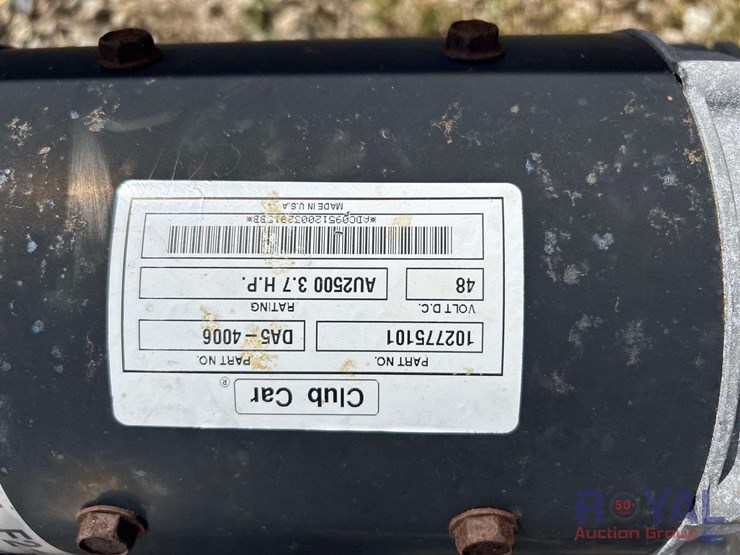 Club Car ®
PART NO. PART NO.
102775101 DA5-4006
VOLT D.C. RATING
48 AU2500 3.7 H.P.
MADE IN U.S.A
ROYAL
50
Auction Group